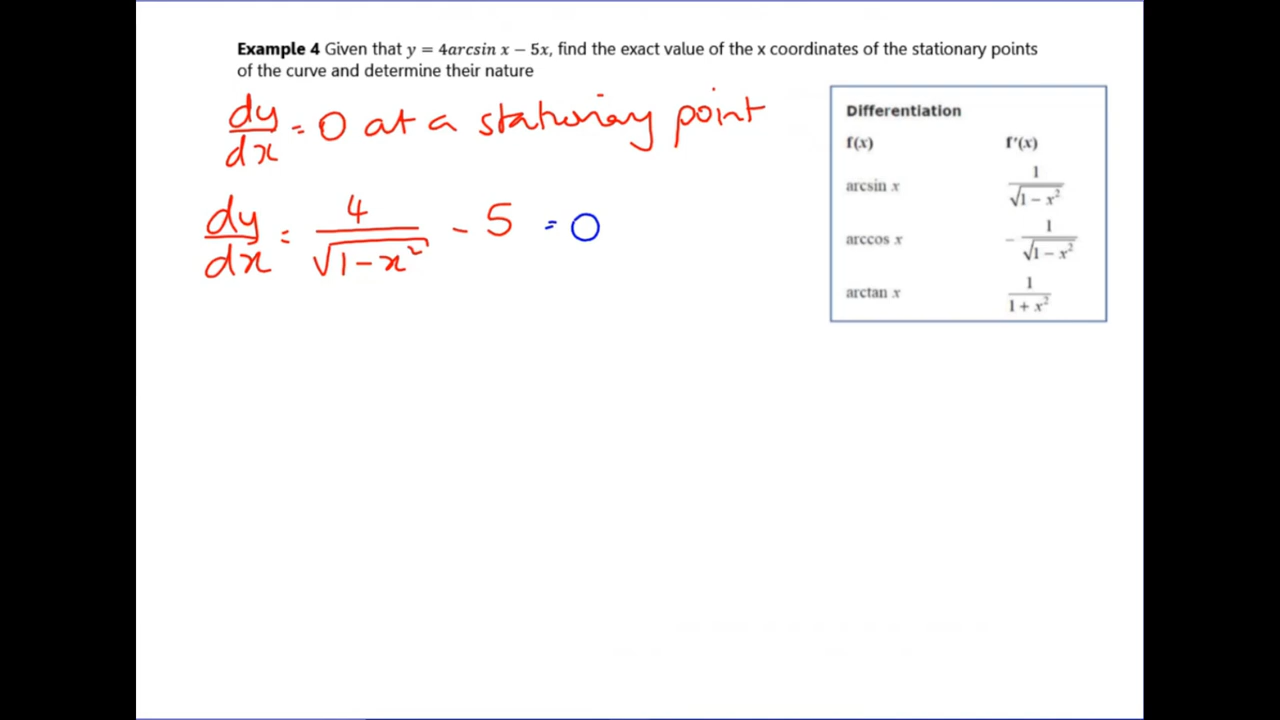 Example 4 Given that y = 4arcsin x − 5x, find the exact value of the x coordinates of the stationary points
of the curve and determine their nature
dy/dx = 0 at a stationary point
dy/dx = 4/√(1−x²) - 5 = 0
Differentiation
f(x) f'(x)
arcsin x 1/√(1 − x²)
arccos x −1/√(1 − x²)
arctan x 1/(1 + x²)